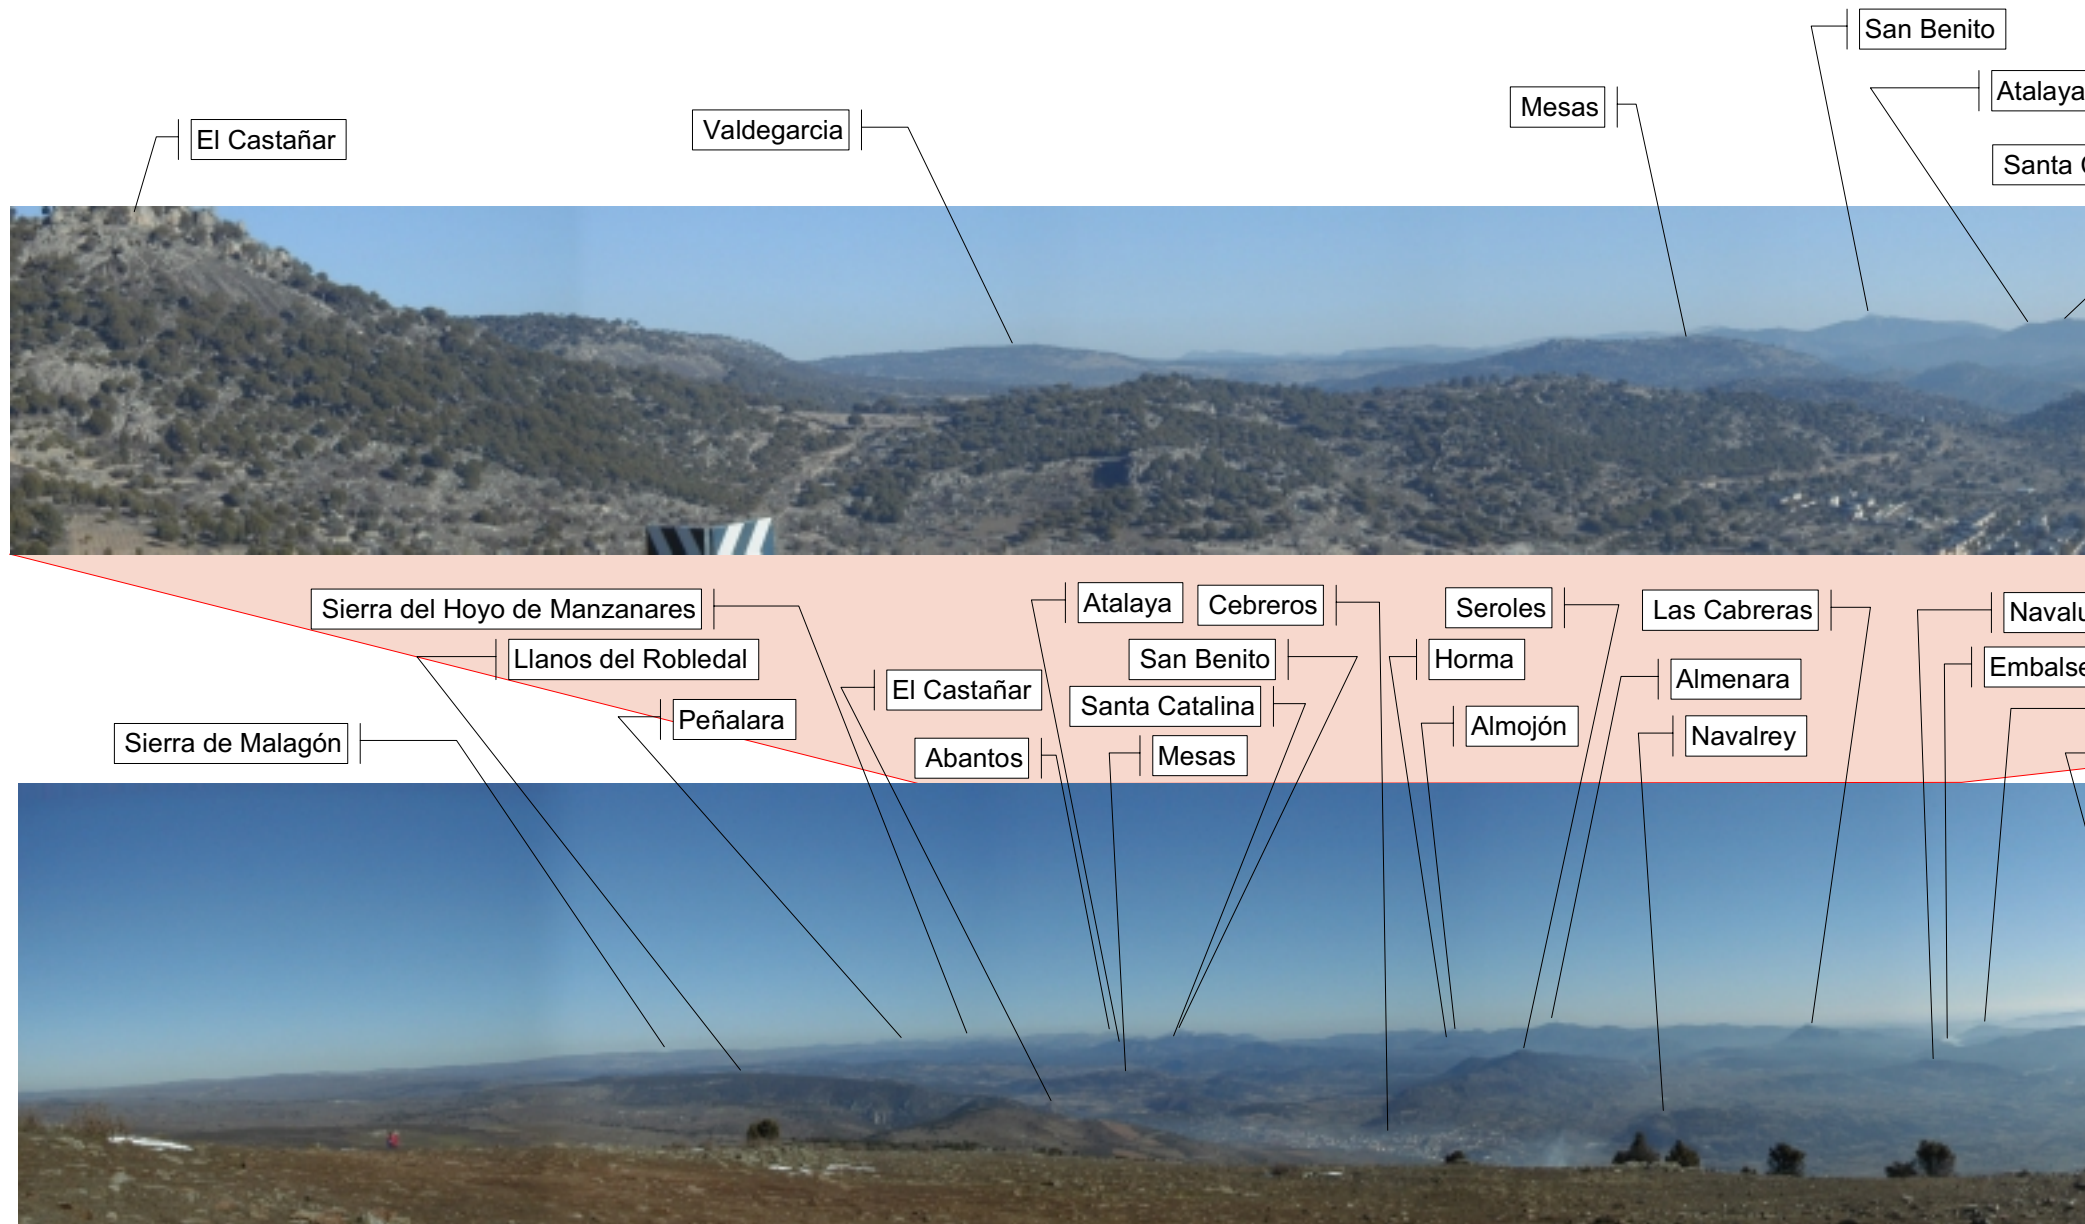 San Benito
Atalaya
Mesas
Valdegarcia
El Castañar
Santa
Sierra del Hoyo de Manzanares
Atalaya
Cebreros
Seroles
Las Cabreras
Llanos del Robledal
San Benito
Horma
Embalse
El Castañar
Almenara
Santa Catalina
Peñalara
Almojón
Navalrey
Sierra de Malagón
Abantos
Mesas